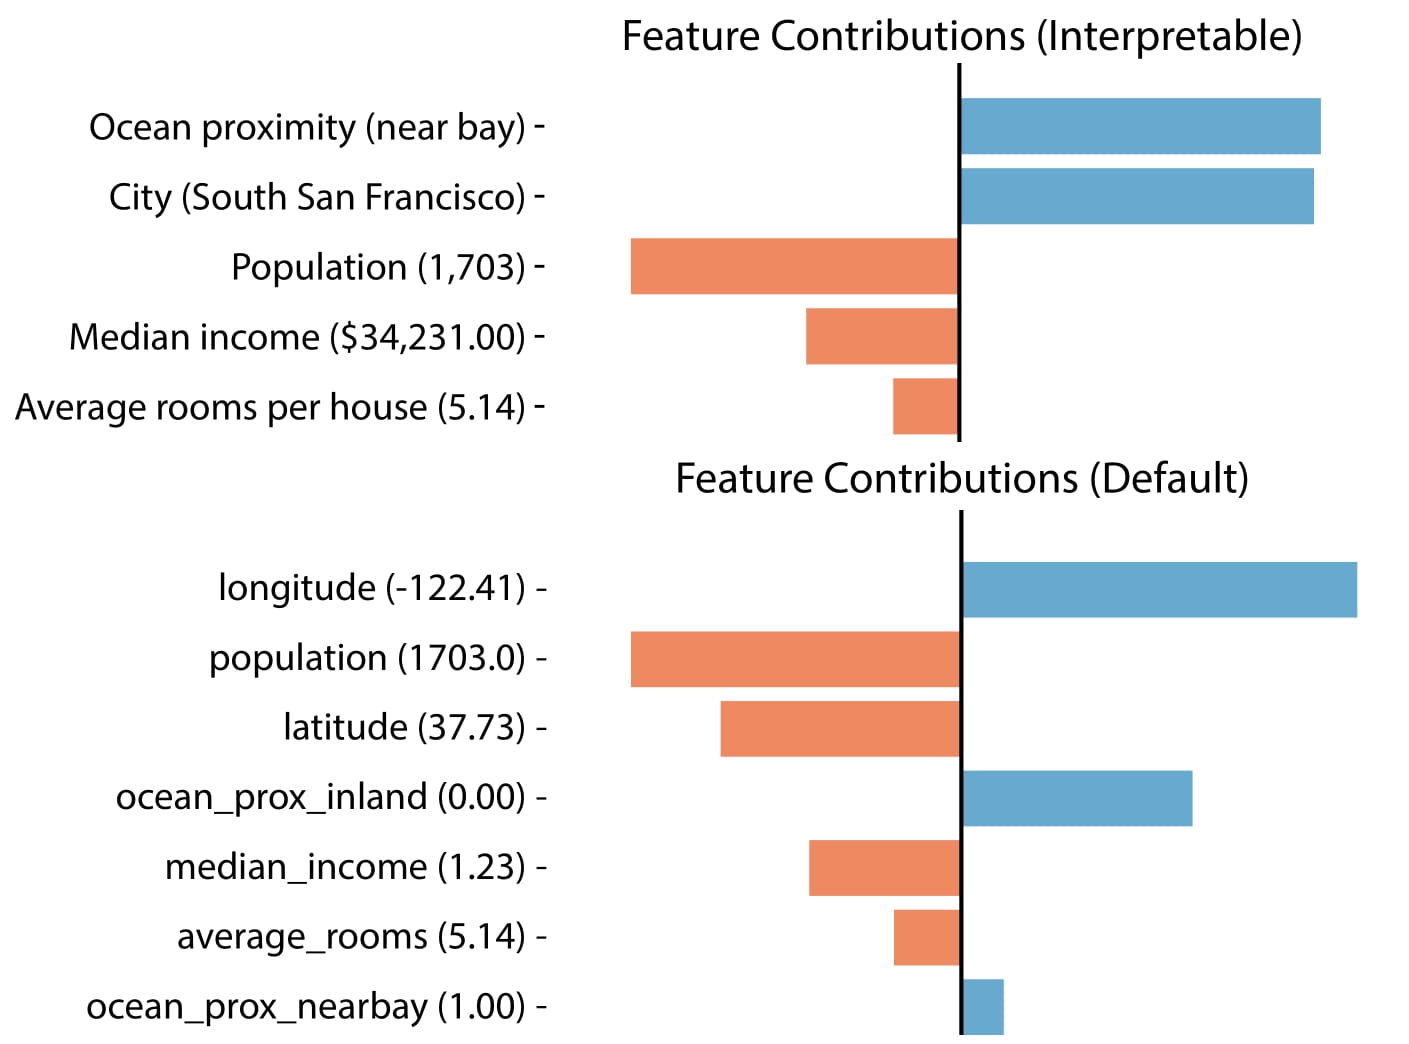 Feature Contributions (Interpretable)
Ocean proximity (near bay)
City (South San Francisco)
Population (1,703)
Median income ($34,231.00)
Average rooms per house (5.14)
Feature Contributions (Default)
longitude (-122.41)
population (1703.0)
latitude (37.73)
ocean_prox_inland (0.00)
median_income (1.23)
average_rooms (5.14)
ocean_prox_nearbay (1.00)